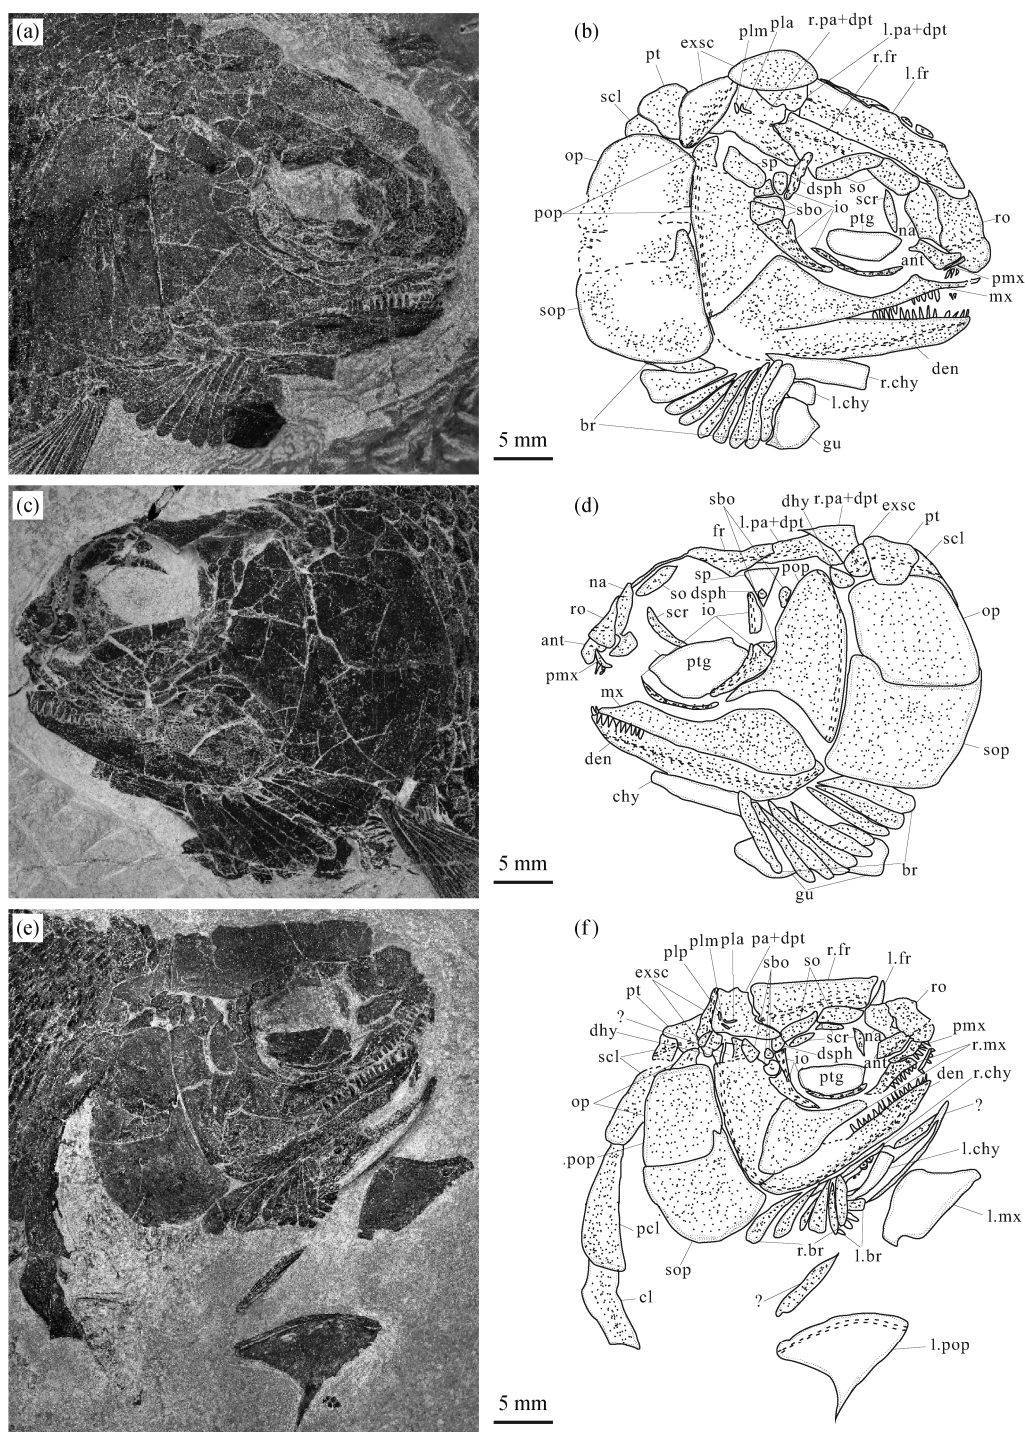 (a)
(b)
plm pla r.pa+dpt
exsc l.pa+dpt
pt r.fr
l.fr
scl
op
sp
dsph so
scr
pop io
sbo ptg na ro
ant
pmx
mx
sop
den
r.chy
l.chy
br
gu
5 mm
(c)
(d)
sbo dhy r.pa+dpt
l.pa+dpt exsc
fr pt
scl
sp pop
na
so dsph
op
ro scr io
ant
ptg
pmx
mx
sop
den
chy
br
gu
5 mm
(e)
(f)
plm pla pa+dpt
plp sbo so r.fr
exsc l.fr
pt ro
?
dhy scr na pmx
scl io dsph ant r.mx
ptg den r.chy
op ?
.pop l.chy
pcl l.mx
r.br l.br
sop
cl
?
l.pop
5 mm